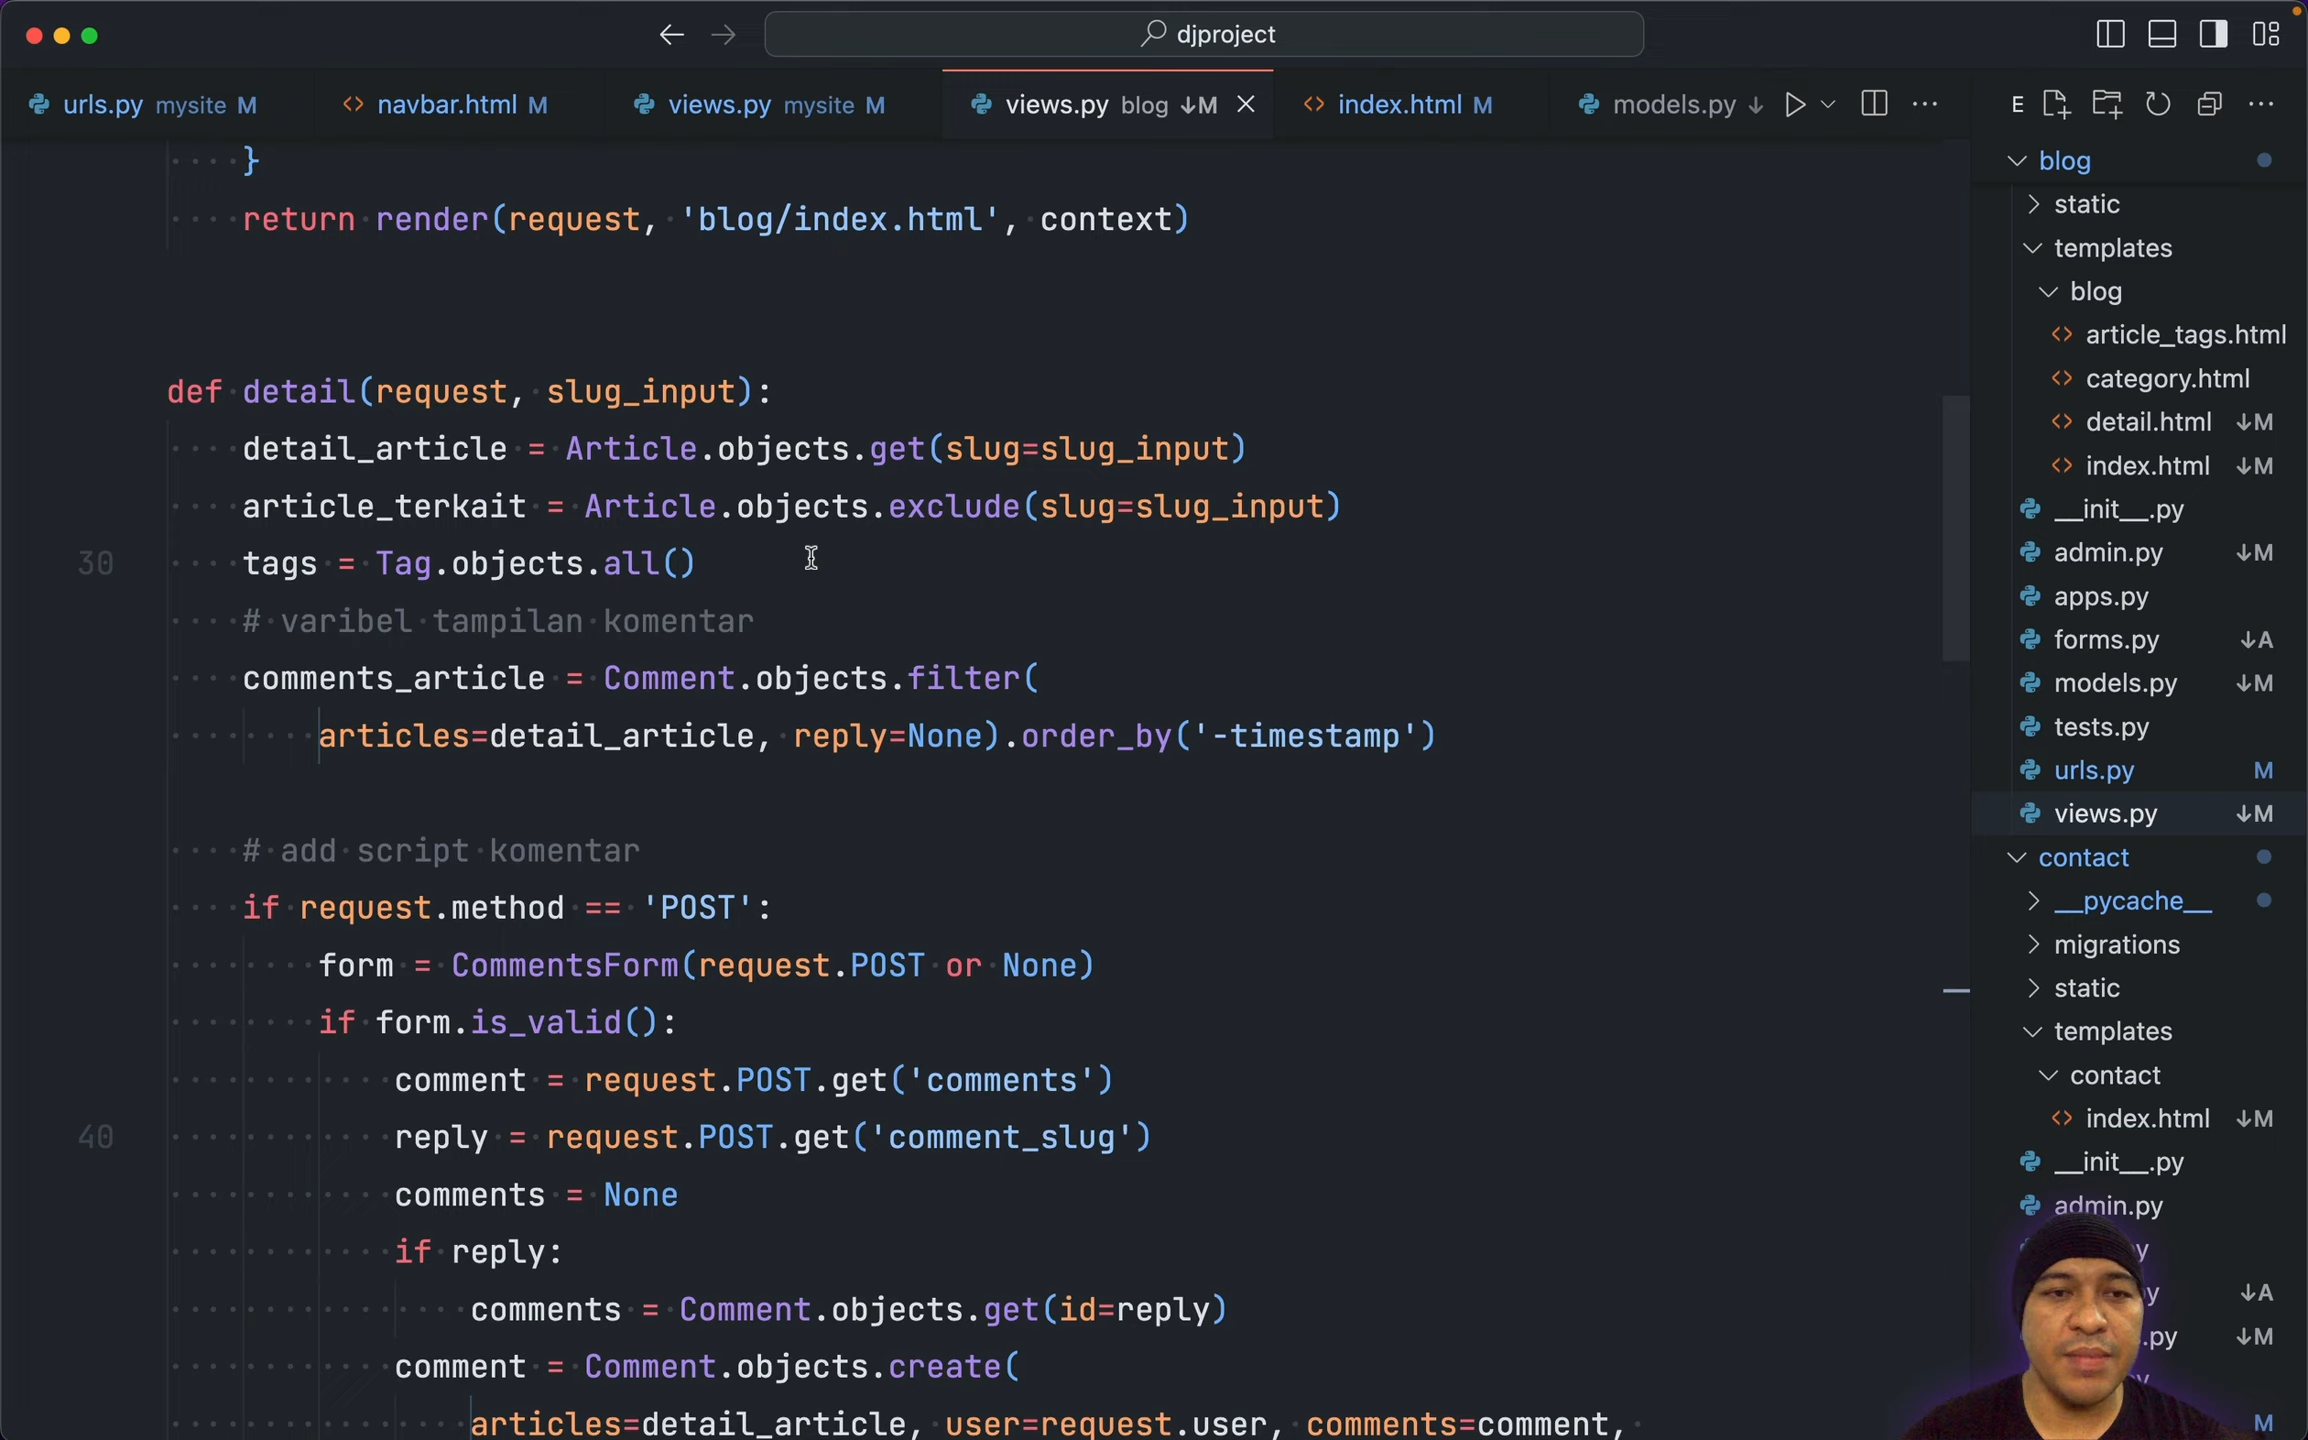 djproject
urls.py mysite M
navbar.html M
views.py mysite M
views.py blog ↓M
index.html M
models.py ↓
}
return render(request, 'blog/index.html', context)
def detail(request, slug_input):
detail_article = Article.objects.get(slug=slug_input)
article_terkait = Article.objects.exclude(slug=slug_input)
30 tags = Tag.objects.all()
# varibel tampilan komentar
comments_article = Comment.objects.filter(
articles=detail_article, reply=None).order_by('-timestamp')
# add script komentar
if request.method == 'POST':
form = CommentsForm(request.POST or None)
if form.is_valid():
comment = request.POST.get('comments')
40 reply = request.POST.get('comment_slug')
comments = None
if reply:
comments = Comment.objects.get(id=reply)
comment = Comment.objects.create(
articles=detail_article, user=request.user, comments=comment,
E
blog
static
templates
blog
article_tags.html
category.html
detail.html ↓M
index.html ↓M
__init__.py
admin.py ↓M
apps.py
forms.py ↓A
models.py ↓M
tests.py
urls.py M
views.py ↓M
contact
__pycache__
migrations
static
templates
contact
index.html ↓M
__init__.py
admin.py
y
y ↓A
.py ↓M
M